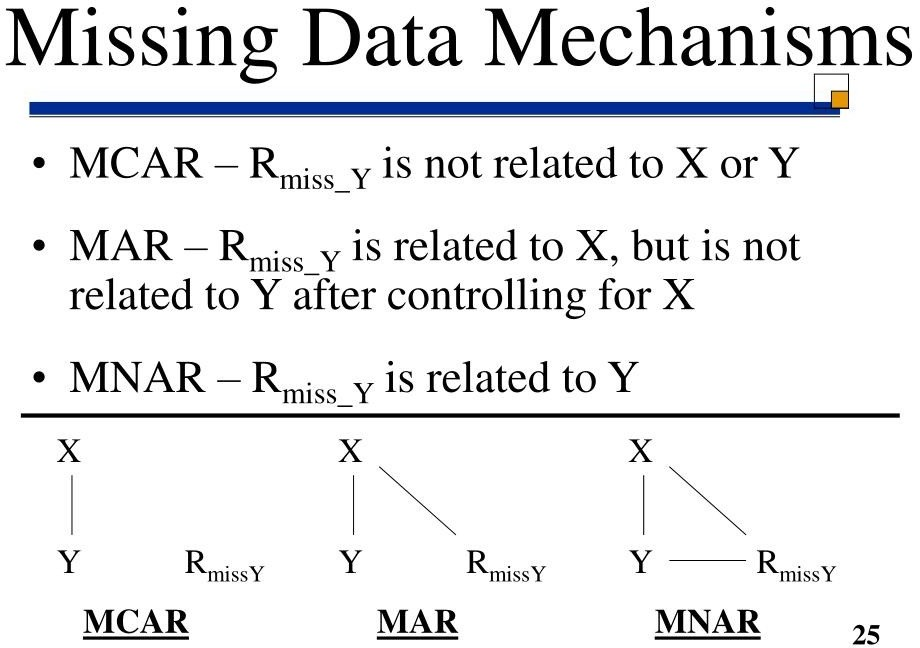 Missing Data Mechanisms
• MCAR – Rmiss_Y is not related to X or Y
• MAR – Rmiss_Y is related to X, but is not
related to Y after controlling for X
• MNAR – Rmiss_Y is related to Y
X X X
Y RmissY Y RmissY Y RmissY
MCAR MAR MNAR
25